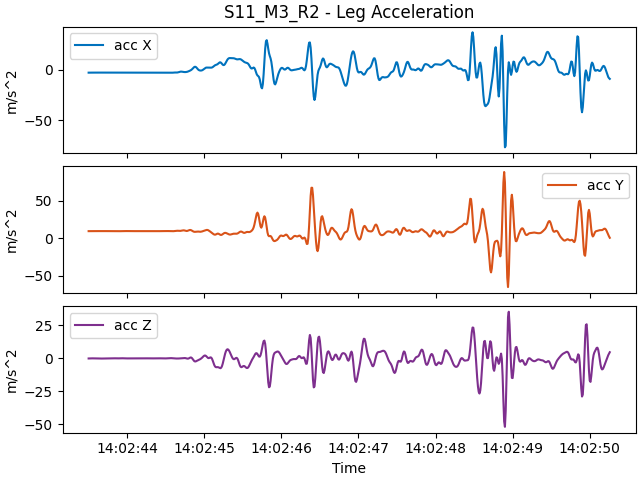 S11_M3_R2 - Leg Acceleration
acc X
m/s^2
0
−50
acc Y
m/s^2
50
0
−50
acc Z
m/s^2
25
0
−25
−50
14:02:44 14:02:45 14:02:46 14:02:47 14:02:48 14:02:49 14:02:50
Time